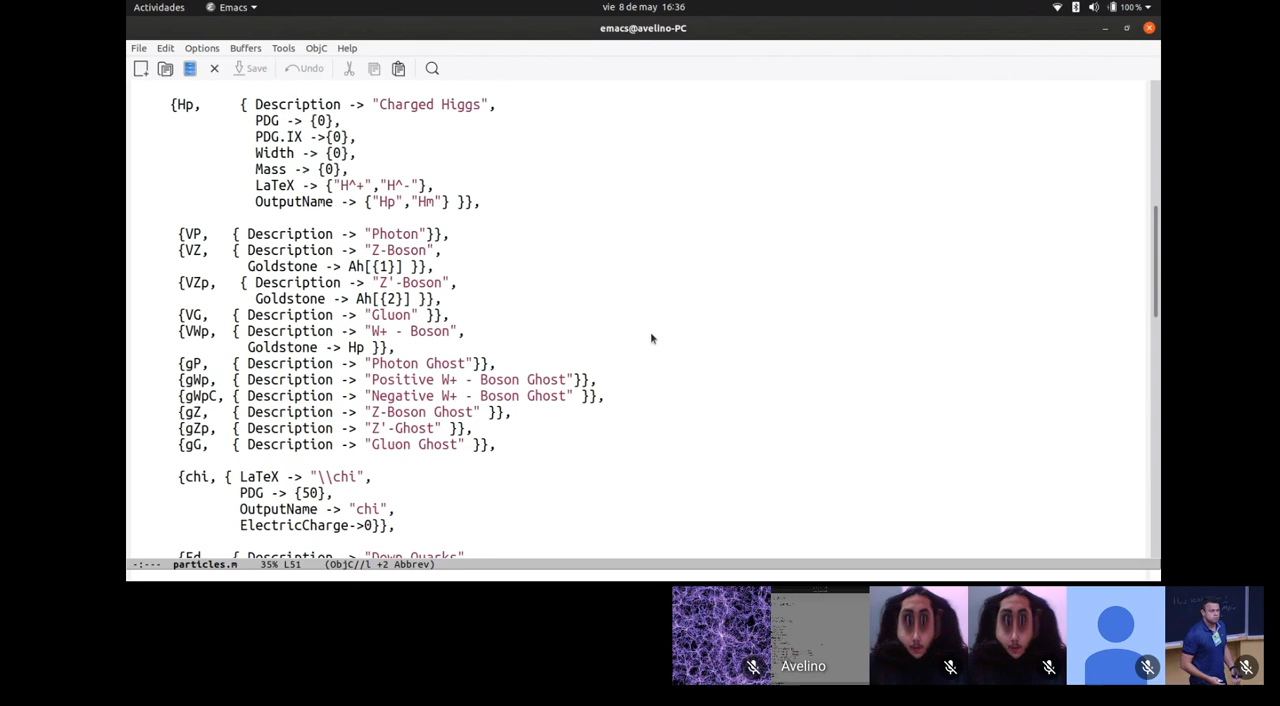 Actividades Emacs vie 8 de may 16:36 100 %
emacs@avelino-PC
File Edit Options Buffers Tools ObjC Help
Save Undo
{Hp, { Description -> "Charged Higgs",
PDG -> {0},
PDG.IX ->{0},
Width -> {0},
Mass -> {0},
LaTeX -> {"H^+","H^-"},
OutputName -> {"Hp","Hm"} }},
{VP, { Description -> "Photon"}},
{VZ, { Description -> "Z-Boson",
Goldstone -> Ah[{1}] }},
{VZp, { Description -> "Z'-Boson",
Goldstone -> Ah[{2}] }},
{VG, { Description -> "Gluon" }},
{VWp, { Description -> "W+ - Boson",
Goldstone -> Hp }},
{gP, { Description -> "Photon Ghost"}},
{gWp, { Description -> "Positive W+ - Boson Ghost"}},
{gWpC, { Description -> "Negative W+ - Boson Ghost" }},
{gZ, { Description -> "Z-Boson Ghost" }},
{gZp, { Description -> "Z'-Ghost" }},
{gG, { Description -> "Gluon Ghost" }},
{chi, { LaTeX -> "\\chi",
PDG -> {50},
OutputName -> "chi",
ElectricCharge->0}},
{Fd, { Description -> "Down Quarks",
-:--- particles.m 35% L51 (ObjC//l +2 Abbrev)
Avelino